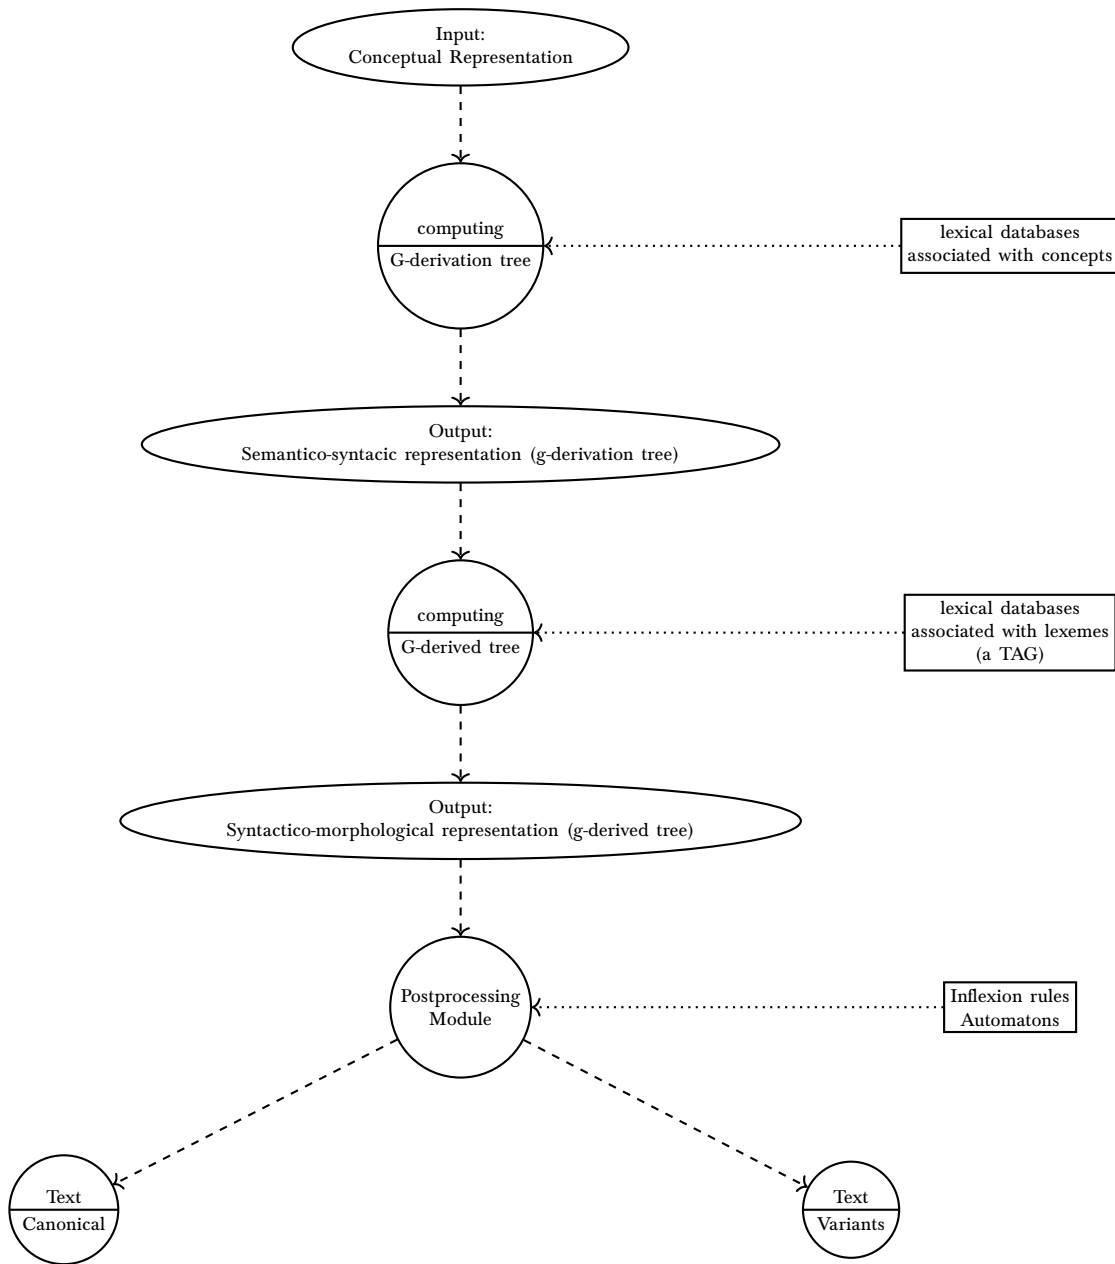 Input:
Conceptual Representation
computing
G-derivation tree
lexical databases
associated with concepts
Output:
Semantico-syntacic representation (g-derivation tree)
computing
G-derived tree
lexical databases
associated with lexemes
(a TAG)
Output:
Syntactico-morphological representation (g-derived tree)
Postprocessing
Module
Inflexion rules
Automatons
Text
Canonical
Text
Variants